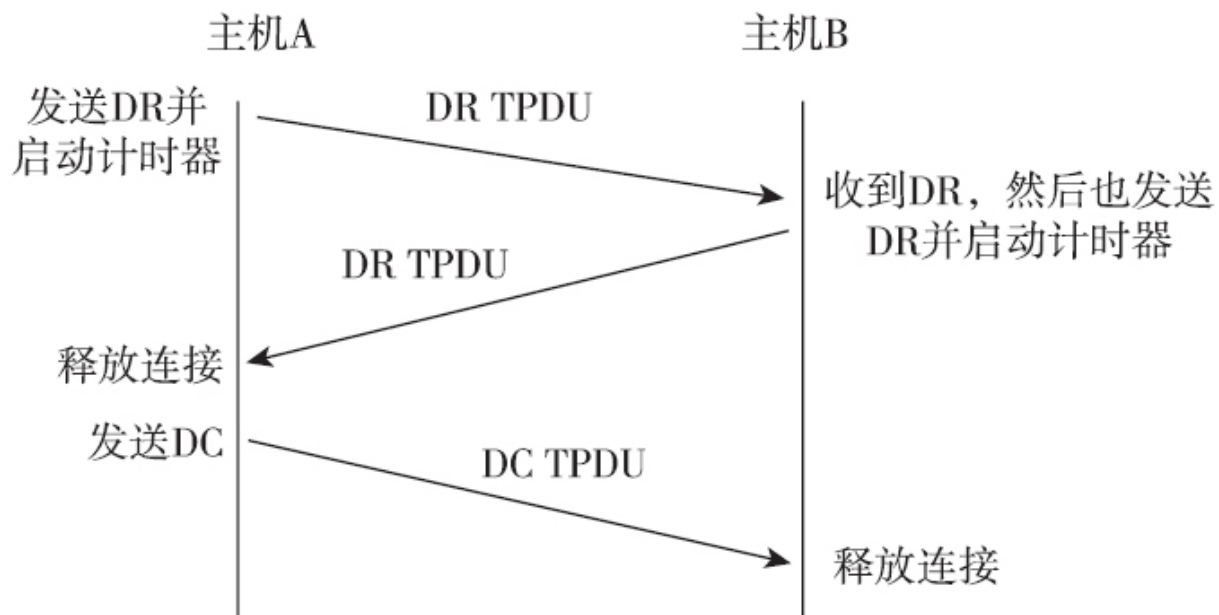 主机A
主机B
发送DR并
启动计时器
DR TPDU
收到DR，然后也发送
DR并启动计时器
DR TPDU
释放连接
发送DC
DC TPDU
释放连接